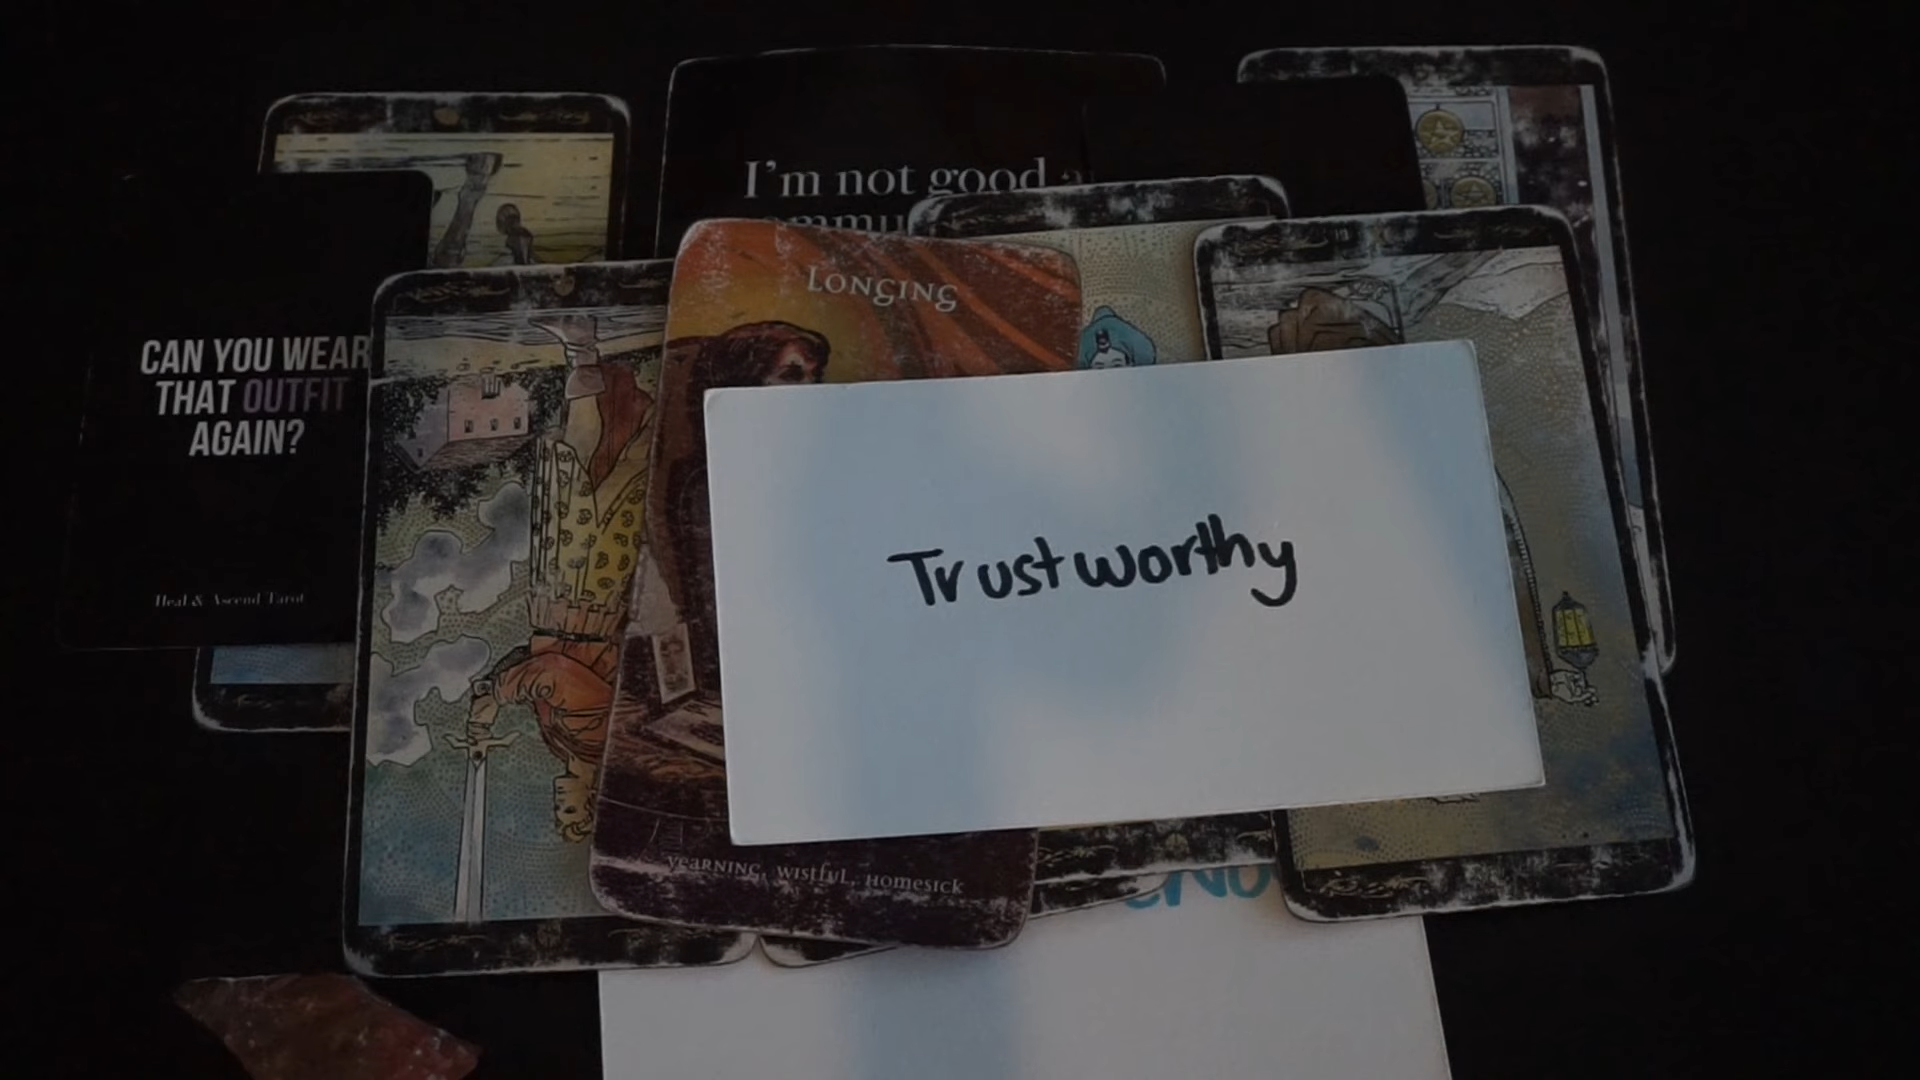 I'm not good
LONGING
CAN YOU WEAR
THAT OUTFIT
AGAIN?
Trustworthy
Heal & Ascend Tarot
yearning, wistful, homesick